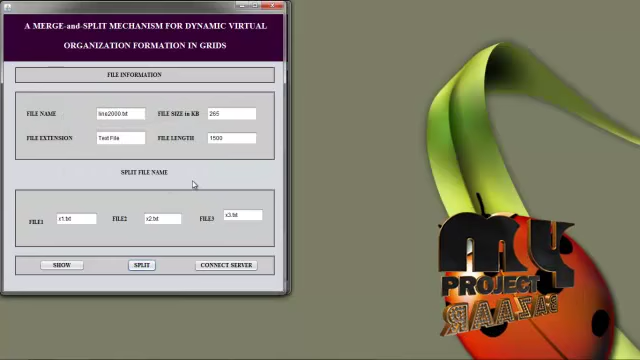 A MERGE-and-SPLIT MECHANISM FOR DYNAMIC VIRTUAL
ORGANIZATION FORMATION IN GRIDS
FILE INFORMATION
FILE NAME line2000.txt FILE SIZE in KB 265
FILE EXTENSION Text File FILE LENGTH 1500
SPLIT FILE NAME
FILE1 x1.txt FILE2 x2.txt FILE3 x3.txt
SHOW SPLIT CONNECT SERVER
MY
PROJECT
BAZAAR